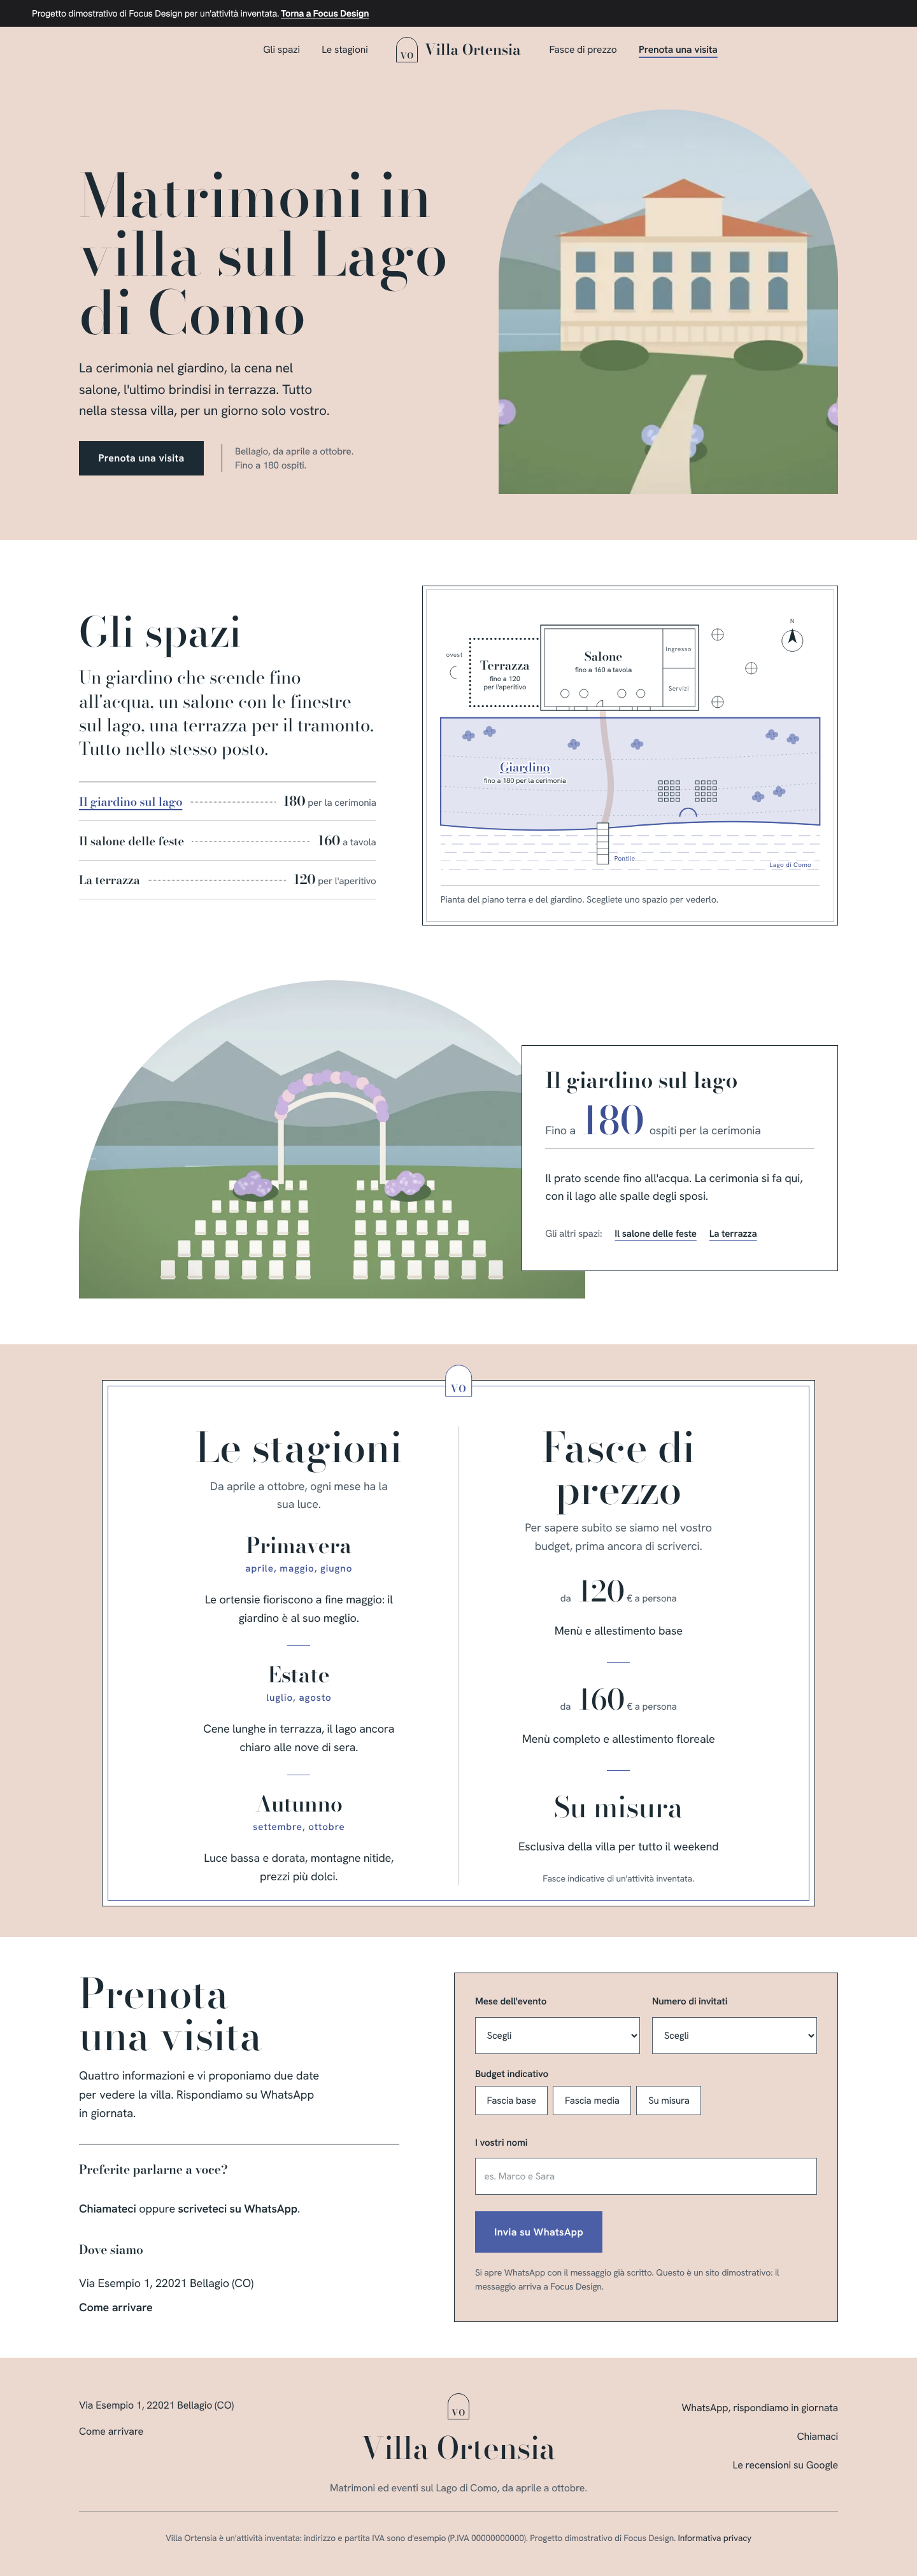 Progetto dimostrativo di Focus Design per un'attività inventata. Torna a Focus Design
Gli spazi
Le stagioni
VO
Villa Ortensia
Fasce di prezzo
Prenota una visita
Matrimoni in
villa sul Lago
di Como
La cerimonia nel giardino, la cena nel
salone, l'ultimo brindisi in terrazza. Tutto
nella stessa villa, per un giorno solo vostro.
Prenota una visita
Bellagio, da aprile a ottobre.
Fino a 180 ospiti.
Gli spazi
Un giardino che scende fino
all'acqua, un salone con le finestre
sul lago, una terrazza per il tramonto.
Tutto nello stesso posto.
Il giardino sul lago 180 per la cerimonia
Il salone delle feste 160 a tavola
La terrazza 120 per l'aperitivo
ovest
Terrazza
fino a 120
per l'aperitivo
Salone
fino a 160 a tavola
Ingresso
Servizi
N
Giardino
fino a 180 per la cerimonia
Pontile
Lago di Como
Pianta del piano terra e del giardino. Scegliete uno spazio per vederlo.
Il giardino sul lago
Fino a 180 ospiti per la cerimonia
Il prato scende fino all'acqua. La cerimonia si fa qui,
con il lago alle spalle degli sposi.
Gli altri spazi: Il salone delle feste La terrazza
VO
Le stagioni
Da aprile a ottobre, ogni mese ha la
sua luce.
Primavera
aprile, maggio, giugno
Le ortensie fioriscono a fine maggio: il
giardino è al suo meglio.
Estate
luglio, agosto
Cene lunghe in terrazza, il lago ancora
chiaro alle nove di sera.
Autunno
settembre, ottobre
Luce bassa e dorata, montagne nitide,
prezzi più dolci.
Fasce di
prezzo
Per sapere subito se siamo nel vostro
budget, prima ancora di scriverci.
da 120 € a persona
Menù e allestimento base
da 160 € a persona
Menù completo e allestimento floreale
Su misura
Esclusiva della villa per tutto il weekend
Fasce indicative di un'attività inventata.
Prenota
una visita
Quattro informazioni e vi proponiamo due date
per vedere la villa. Rispondiamo su WhatsApp
in giornata.
Preferite parlarne a voce?
Chiamateci oppure scriveteci su WhatsApp.
Dove siamo
Via Esempio 1, 22021 Bellagio (CO)
Come arrivare
Mese dell'evento
Numero di invitati
Scegli
Scegli
Budget indicativo
Fascia base
Fascia media
Su misura
I vostri nomi
es. Marco e Sara
Invia su WhatsApp
Si apre WhatsApp con il messaggio già scritto. Questo è un sito dimostrativo: il
messaggio arriva a Focus Design.
Via Esempio 1, 22021 Bellagio (CO)
Come arrivare
VO
Villa Ortensia
Matrimoni ed eventi sul Lago di Como, da aprile a ottobre.
WhatsApp, rispondiamo in giornata
Chiamaci
Le recensioni su Google
Villa Ortensia è un'attività inventata: indirizzo e partita IVA sono d'esempio (P.IVA 00000000000). Progetto dimostrativo di Focus Design. Informativa privacy